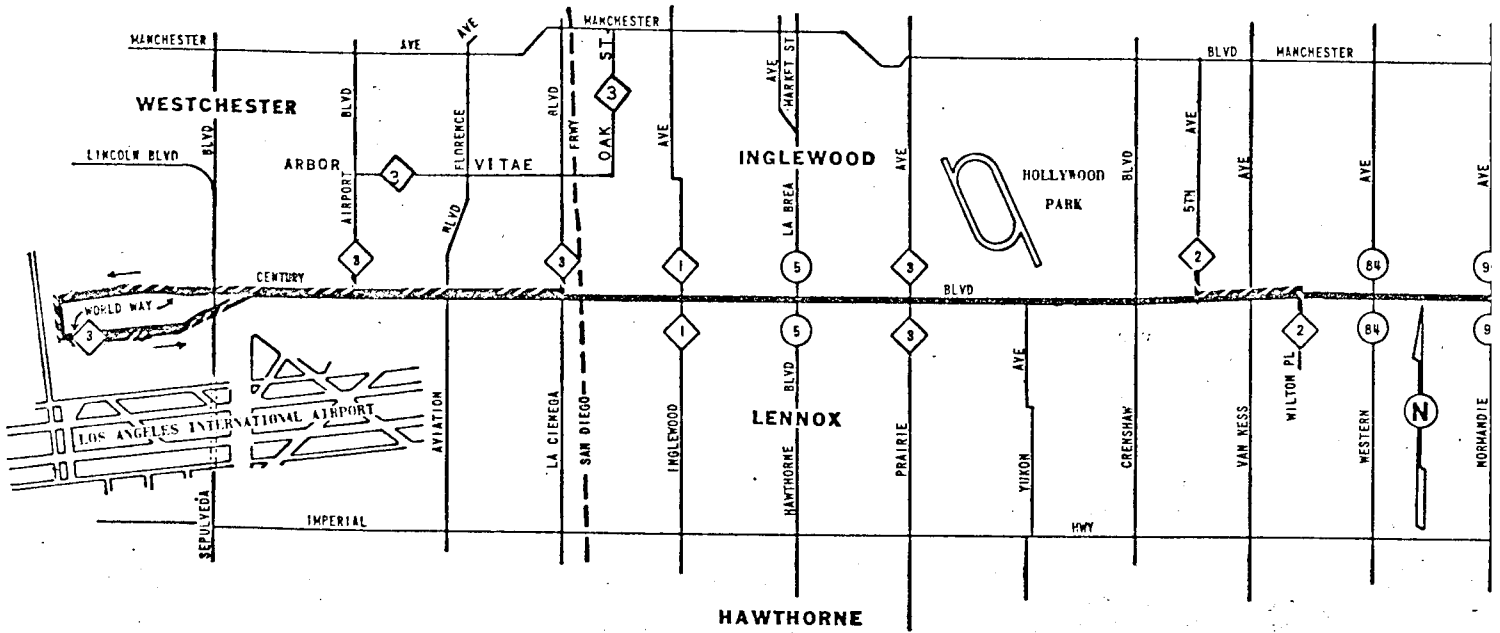 MANCHESTER
MANCHESTER
AVE
AVE
BLVD
MANCHESTER
WESTCHESTER
BLVD
BLVD
FLORENCE
BLVD
FRWY
OAK ST.
3
AVE
AVE
MARKET ST
INGLEWOOD
AVE
HOLLYWOOD
PARK
BLVD
5TH AVE
AVE
AVE
AVE
LINCOLN BLVD
ARBOR
3
VITAE
AIRPORT
BLVD
LA BREA
3
3
1
5
3
2
84
9
CENTURY
BLVD
WORLD WAY
3
1
5
3
2
84
9
LOS ANGELES INTERNATIONAL AIRPORT
SEPULVEDA
AVIATION
LA CIENEGA
SAN DIEGO
INGLEWOOD
HAWTHORNE BLVD
LENNOX
PRAIRIE
YUKON AVE
CRENSHAW
VAN KESS
WILTON PL
WESTERN
N
NORMANDIE
IMPERIAL
HWY
HAWTHORNE